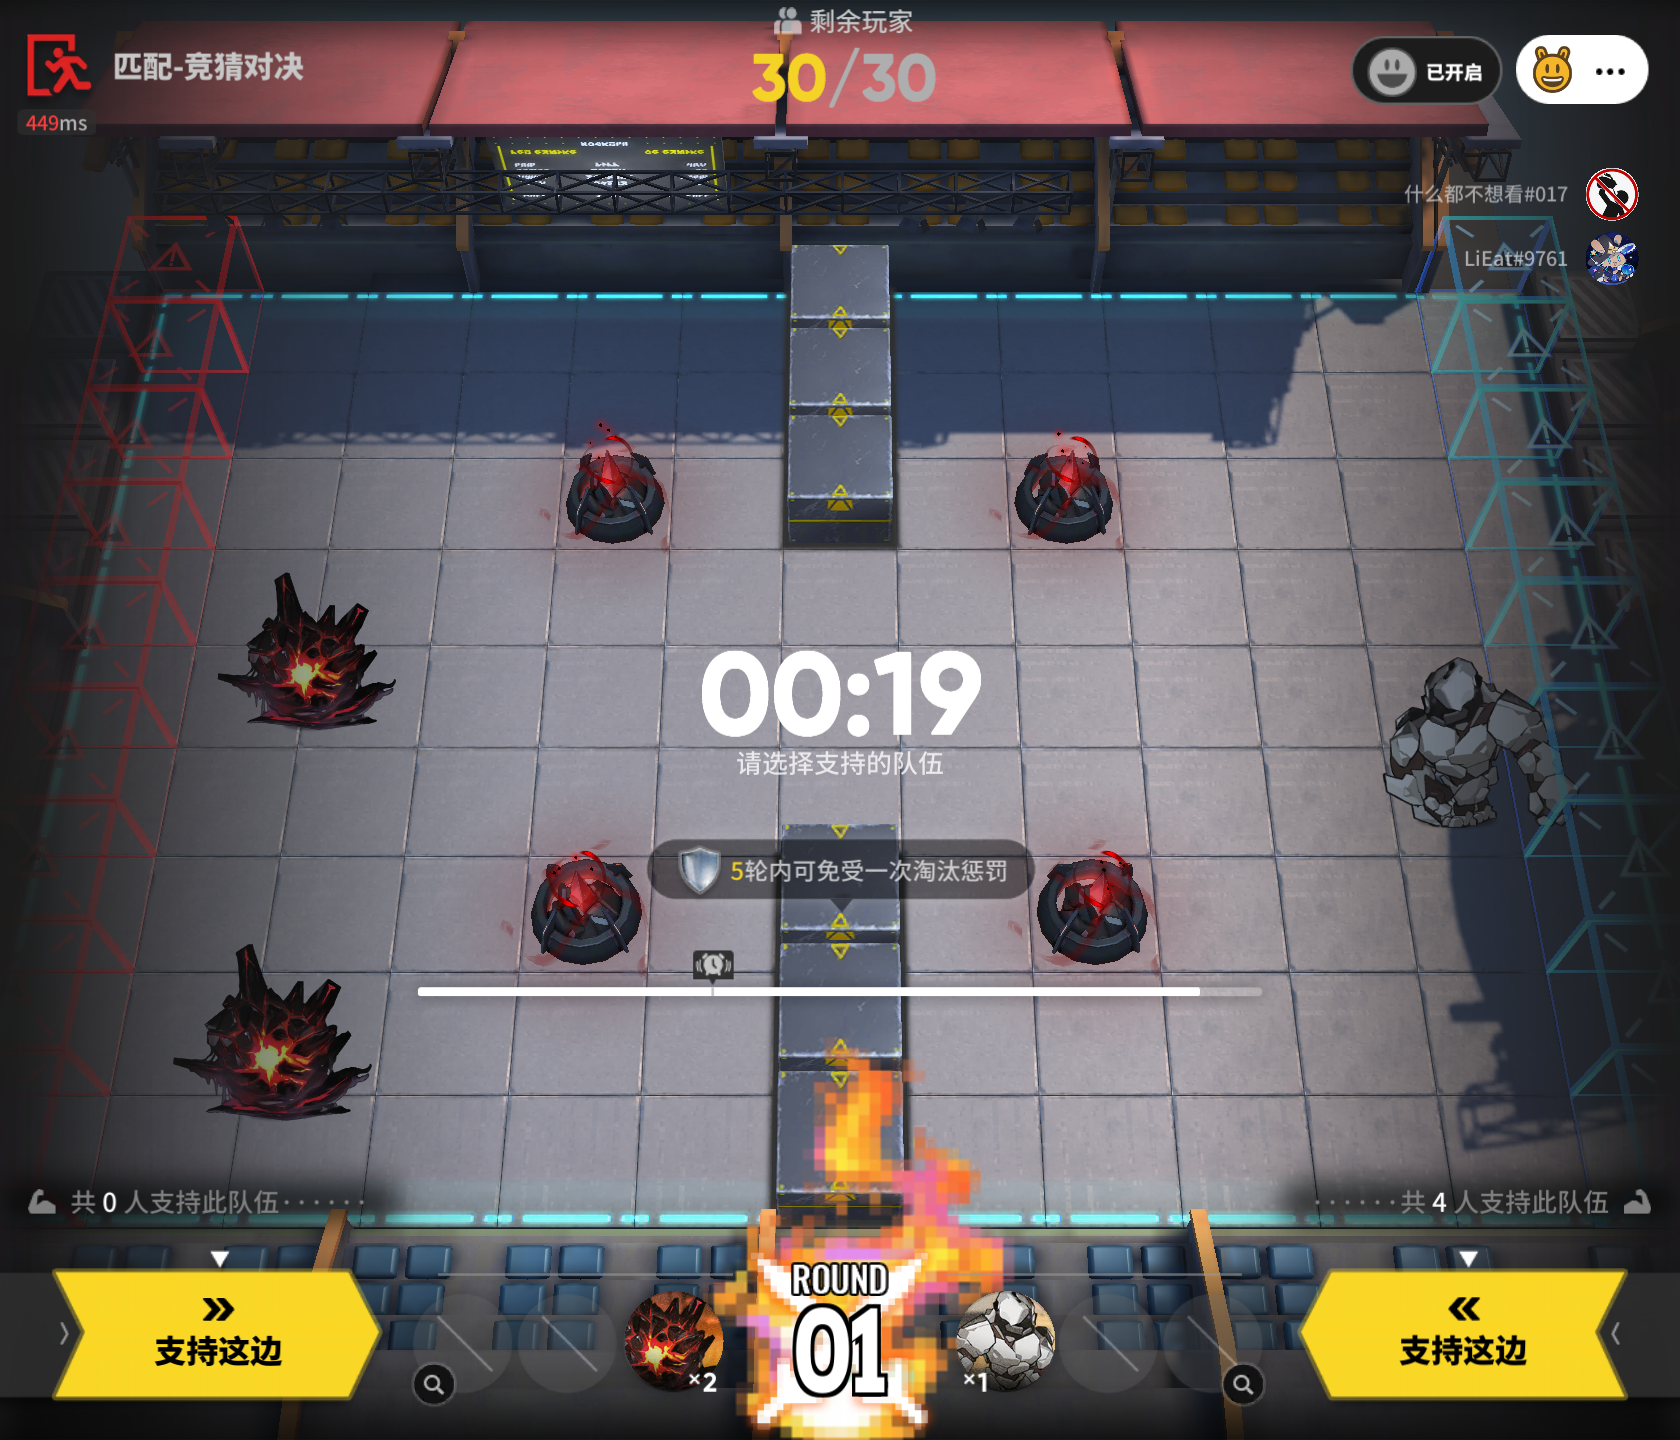 剩余玩家
匹配-竞猜对决
30/30
已开启
449ms
什么都不想看#017
LiEat#9761
00:19
请选择支持的队伍
5轮内可免受一次淘汰惩罚
共 0 人支持此队伍······
······共 4 人支持此队伍
支持这边
×2
ROUND
01
×1
支持这边